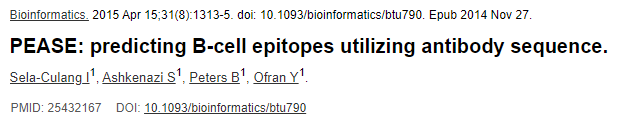 Bioinformatics. 2015 Apr 15;31(8):1313-5. doi: 10.1093/bioinformatics/btu790. Epub 2014 Nov 27.
PEASE: predicting B-cell epitopes utilizing antibody sequence.
Sela-Culang I1, Ashkenazi S1, Peters B1, Ofran Y1.
PMID: 25432167 DOI: 10.1093/bioinformatics/btu790